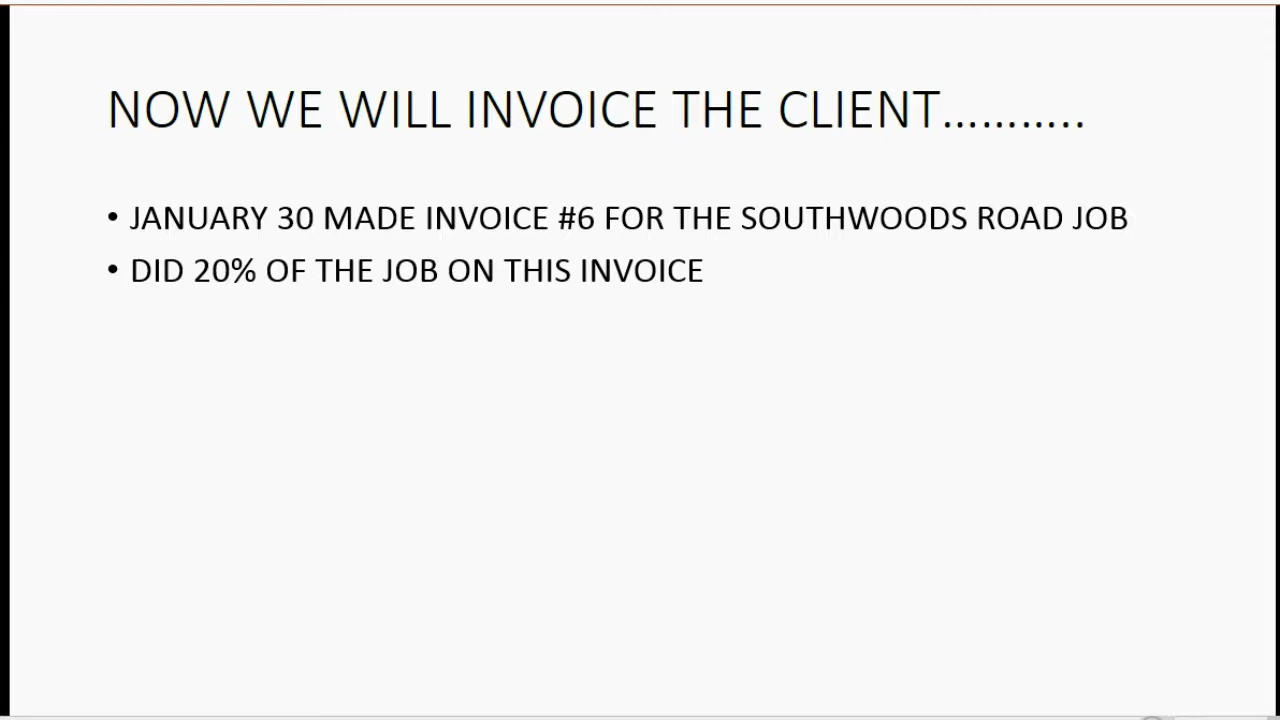 NOW WE WILL INVOICE THE CLIENT………..
• JANUARY 30 MADE INVOICE #6 FOR THE SOUTHWOODS ROAD JOB
• DID 20% OF THE JOB ON THIS INVOICE